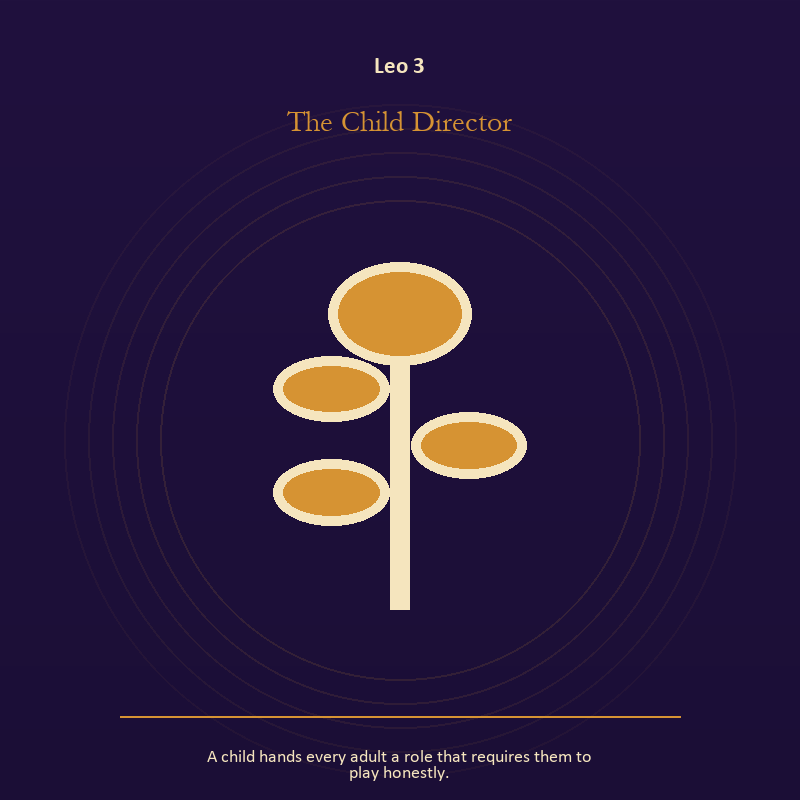 Leo 3
The Child Director
A child hands every adult a role that requires them to
play honestly.